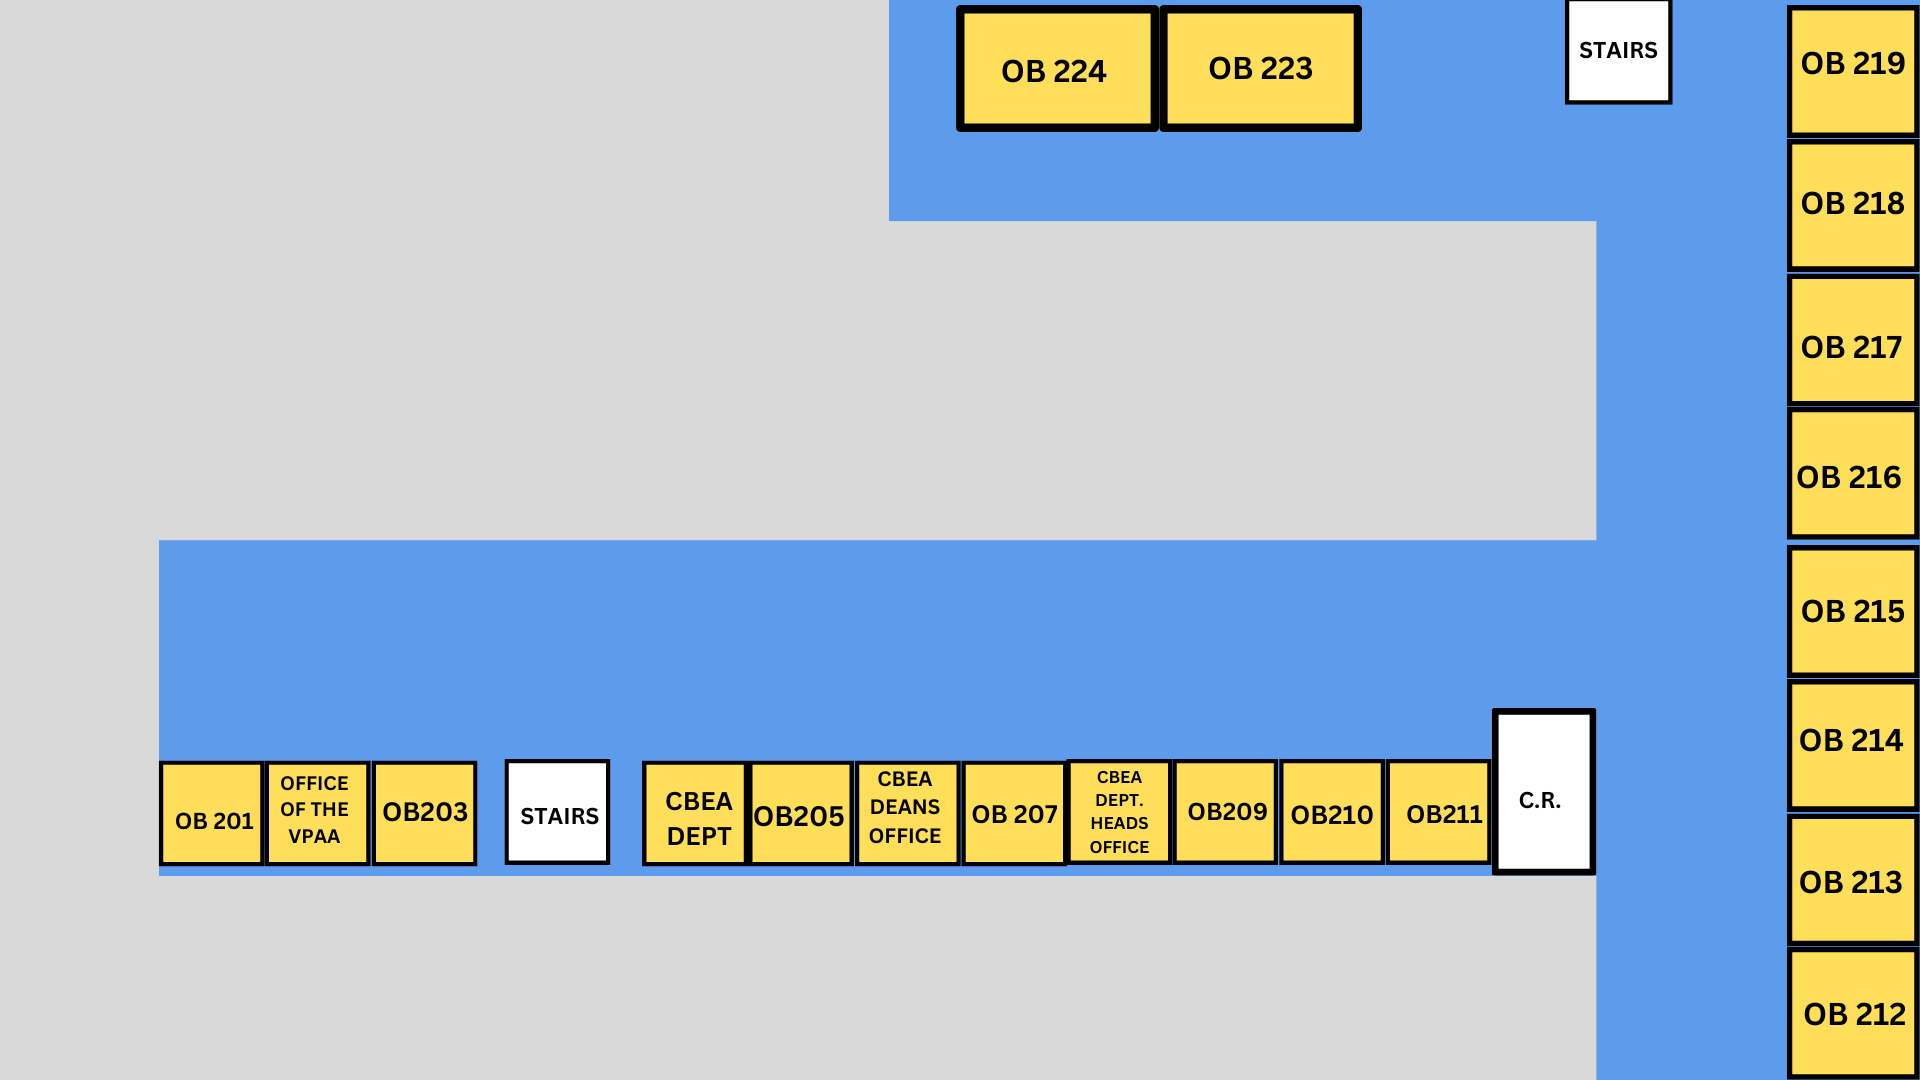 OB 224
OB 223
STAIRS
OB 219
OB 218
OB 217
OB 216
OB 215
OB 214
OB 213
OB 212
OB 201
OFFICE
OF THE
VPAA
OB203
STAIRS
CBEA
DEPT
OB205
CBEA
DEANS
OFFICE
OB 207
CBEA
DEPT.
HEADS
OFFICE
OB209
OB210
OB211
C.R.